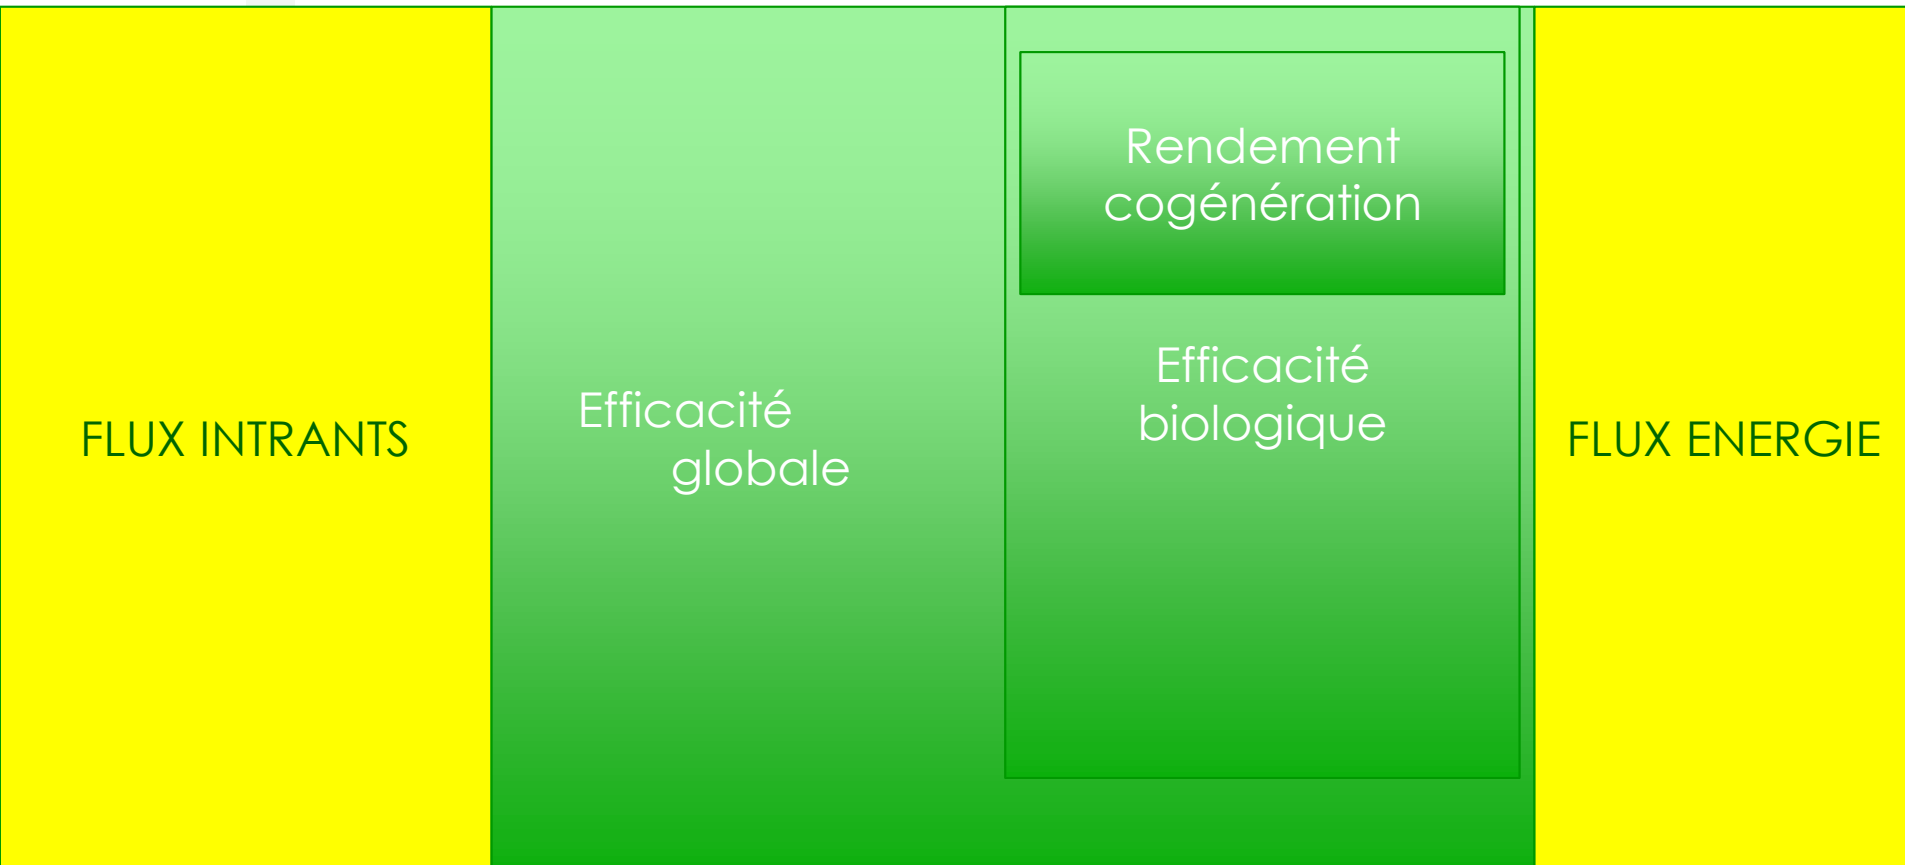 FLUX INTRANTS
Efficacité
globale
Rendement
cogénération
Efficacité
biologique
FLUX ENERGIE